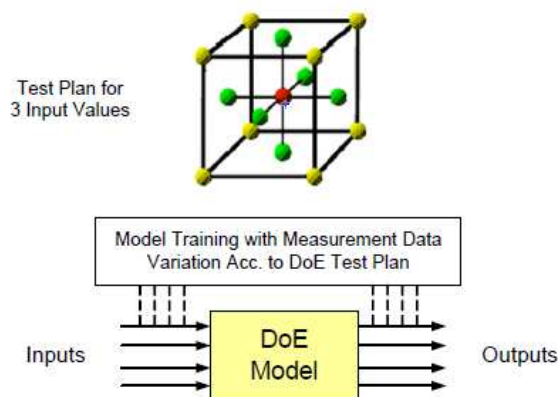 Test Plan for
3 Input Values
Model Training with Measurement Data
Variation Acc. to DoE Test Plan
Inputs
DoE
Model
Outputs